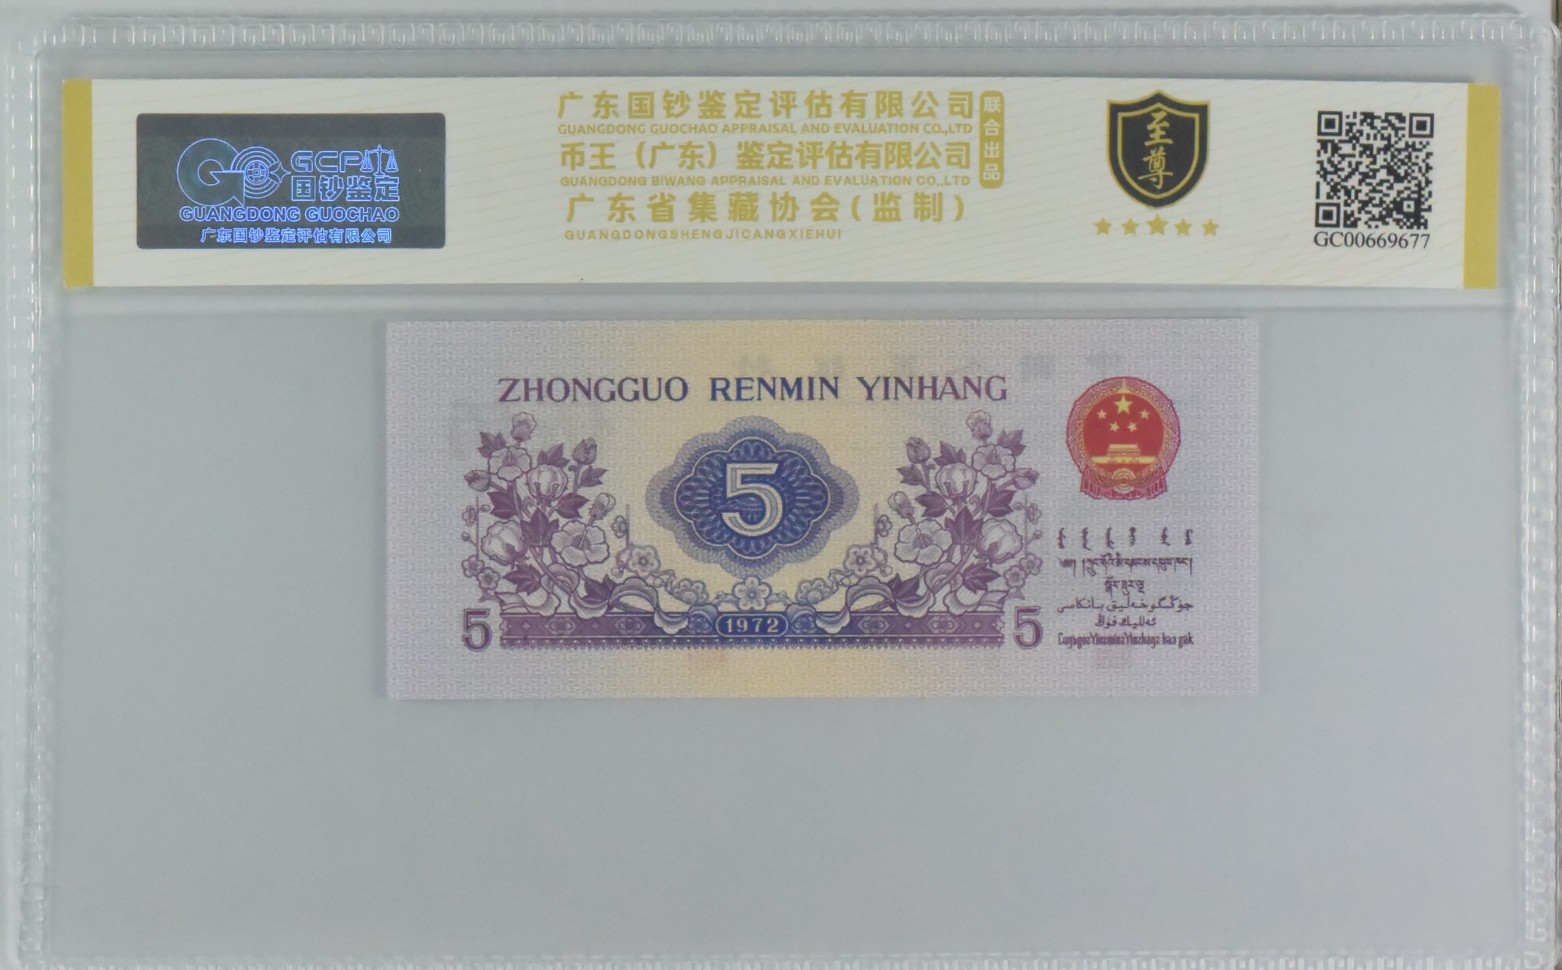 GCP
国钞鉴定
GUANGDONG GUOCHAO
广东国钞鉴定评估有限公司
广东国钞鉴定评估有限公司
GUANGDONG GUOCHAO APPRAISAL AND EVALUATION CO.,LTD
币王（广东）鉴定评估有限公司
GUANGDONG BIWANG APPRAISAL AND EVALUATION CO.,LTD
广东省集藏协会(监制)
GUANGDONGSHENGJICANGXIEHUI
联合出品
至尊
GC00669677
ZHONGGUO RENMIN YINHANG
5
1972
5
5
جۇڭگوخەلىق بانكاسى